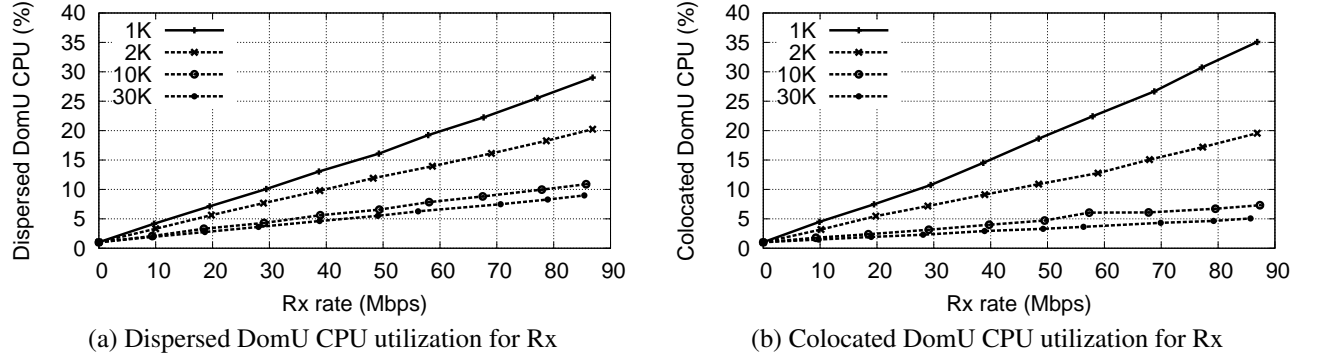 Dispersed DomU CPU (%)
40
35
30
25
20
15
10
5
0
1K
2K
10K
30K
0 10 20 30 40 50 60 70 80 90
Rx rate (Mbps)
(a) Dispersed DomU CPU utilization for Rx
Colocated DomU CPU (%)
40
35
30
25
20
15
10
5
0
1K
2K
10K
30K
0 10 20 30 40 50 60 70 80 90
Rx rate (Mbps)
(b) Colocated DomU CPU utilization for Rx